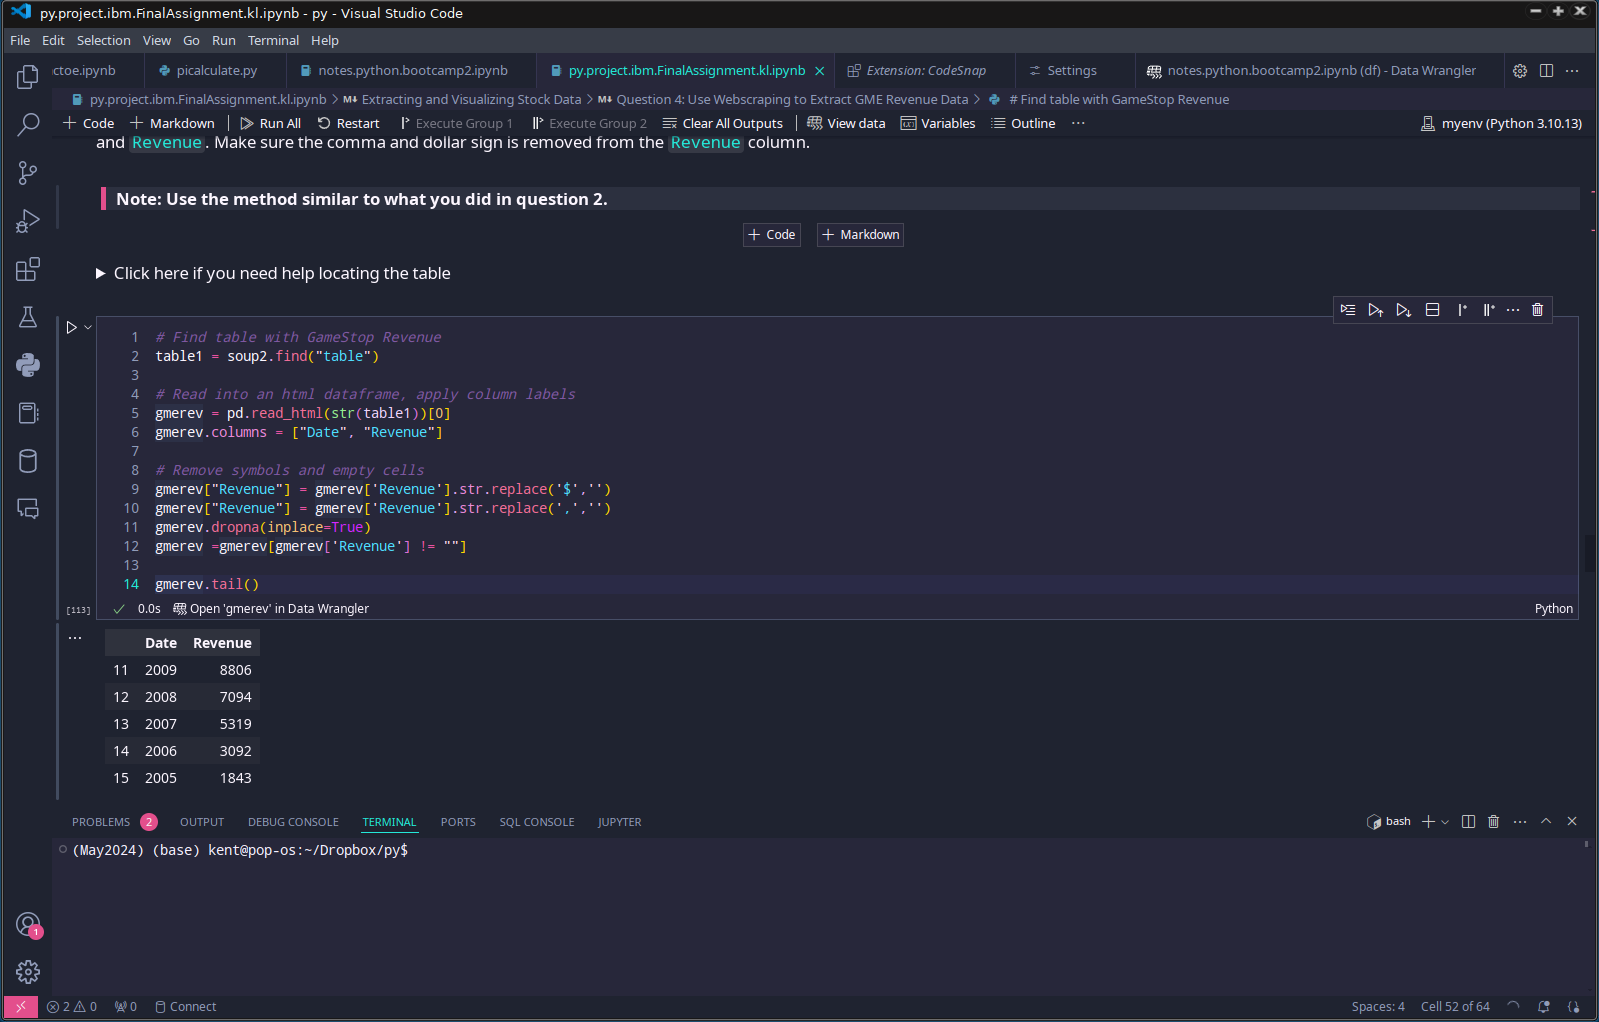 py.project.ibm.FinalAssignment.kl.ipynb - py - Visual Studio Code
File Edit Selection View Go Run Terminal Help
ctoe.ipynb picalculate.py notes.python.bootcamp2.ipynb py.project.ibm.FinalAssignment.kl.ipynb Extension: CodeSnap Settings notes.python.bootcamp2.ipynb (df) - Data Wrangler
py.project.ibm.FinalAssignment.kl.ipynb > M↓ Extracting and Visualizing Stock Data > M↓ Question 4: Use Webscraping to Extract GME Revenue Data > # Find table with GameStop Revenue
+ Code + Markdown | Run All Restart Execute Group 1 Execute Group 2 Clear All Outputs | View data Variables Outline ··· myenv (Python 3.10.13)
and Revenue. Make sure the comma and dollar sign is removed from the Revenue column.
Note: Use the method similar to what you did in question 2.
+ Code + Markdown
Click here if you need help locating the table
1 # Find table with GameStop Revenue
2 table1 = soup2.find("table")
3
4 # Read into an html dataframe, apply column labels
5 gmerev = pd.read_html(str(table1))[0]
6 gmerev.columns = ["Date", "Revenue"]
7
8 # Remove symbols and empty cells
9 gmerev["Revenue"] = gmerev['Revenue'].str.replace('$','')
10 gmerev["Revenue"] = gmerev['Revenue'].str.replace(',','')
11 gmerev.dropna(inplace=True)
12 gmerev =gmerev[gmerev['Revenue'] != ""]
13
14 gmerev.tail()
[113] ✓ 0.0s Open 'gmerev' in Data Wrangler Python
Date Revenue
11 2009 8806
12 2008 7094
13 2007 5319
14 2006 3092
15 2005 1843
PROBLEMS 2 OUTPUT DEBUG CONSOLE TERMINAL PORTS SQL CONSOLE JUPYTER bash
(May2024) (base) kent@pop-os:~/Dropbox/py$
1
2 0 0 Connect Spaces: 4 Cell 52 of 64